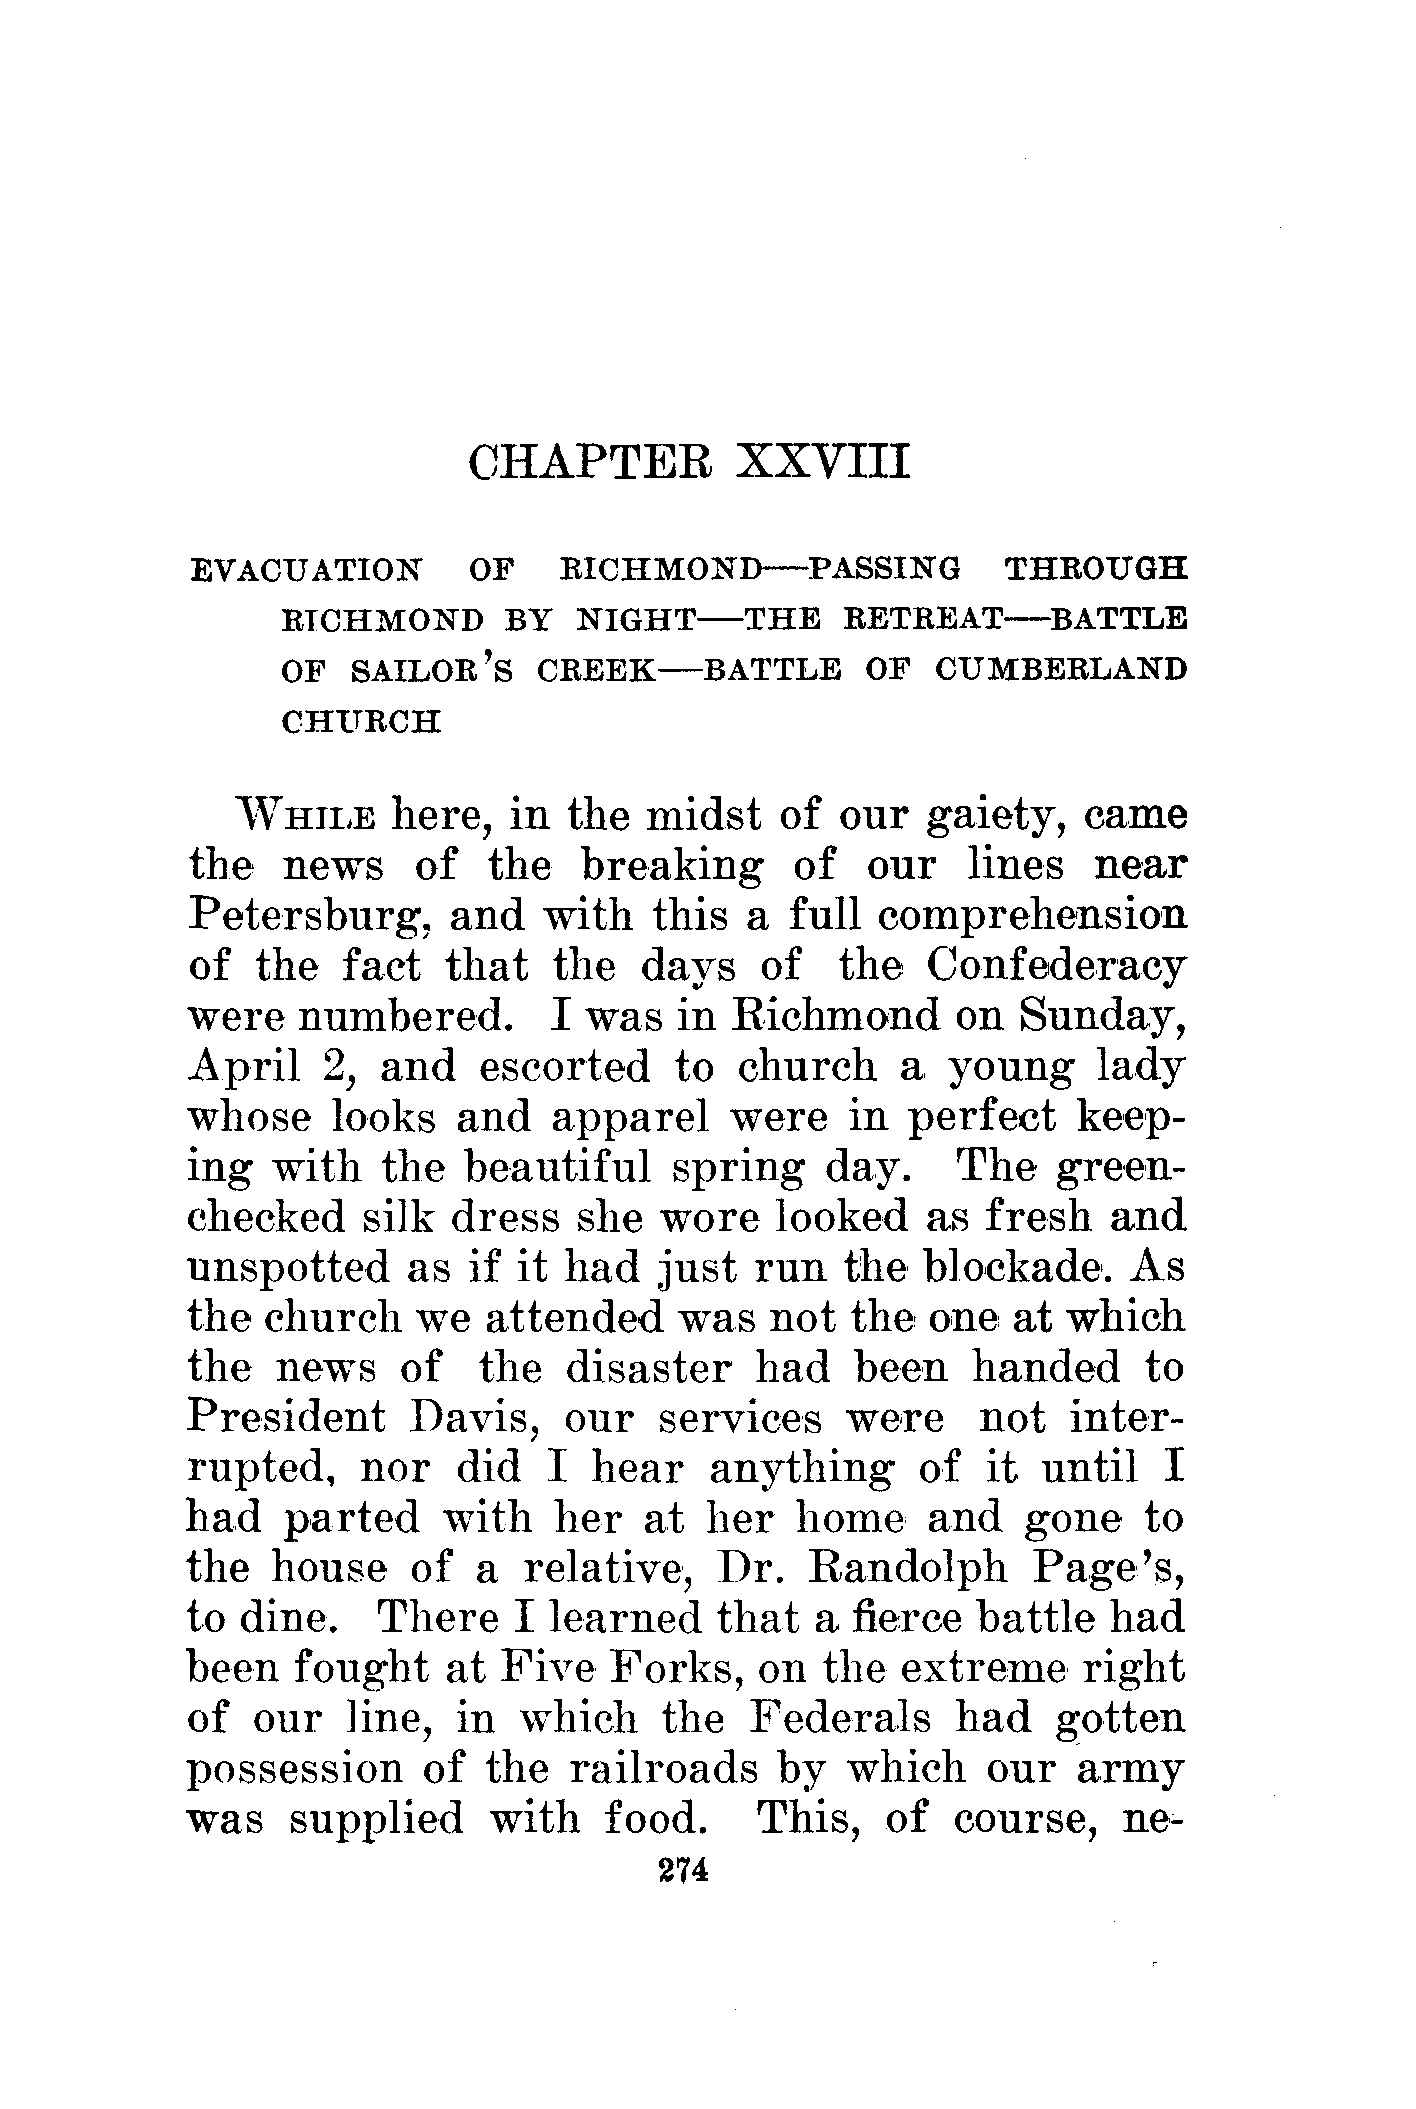 CHAPTER XXVIII
EVACUATION OF RICHMOND—PASSING THROUGH
RICHMOND BY NIGHT—THE RETREAT—BATTLE
OF SAILOR'S CREEK—BATTLE OF CUMBERLAND
CHURCH
WHILE here, in the midst of our gaiety, came
the news of the breaking of our lines near
Petersburg, and with this a full comprehension
of the fact that the days of the Confederacy
were numbered. I was in Richmond on Sunday,
April 2, and escorted to church a young lady
whose looks and apparel were in perfect keep-
ing with the beautiful spring day. The green-
checked silk dress she wore looked as fresh and
unspotted as if it had just run the blockade. As
the church we attended was not the one at which
the news of the disaster had been handed to
President Davis, our services were not inter-
rupted, nor did I hear anything of it until I
had parted with her at her home and gone to
the house of a relative, Dr. Randolph Page's,
to dine. There I learned that a fierce battle had
been fought at Five Forks, on the extreme right
of our line, in which the Federals had gotten
possession of the railroads by which our army
was supplied with food. This, of course, ne-
274